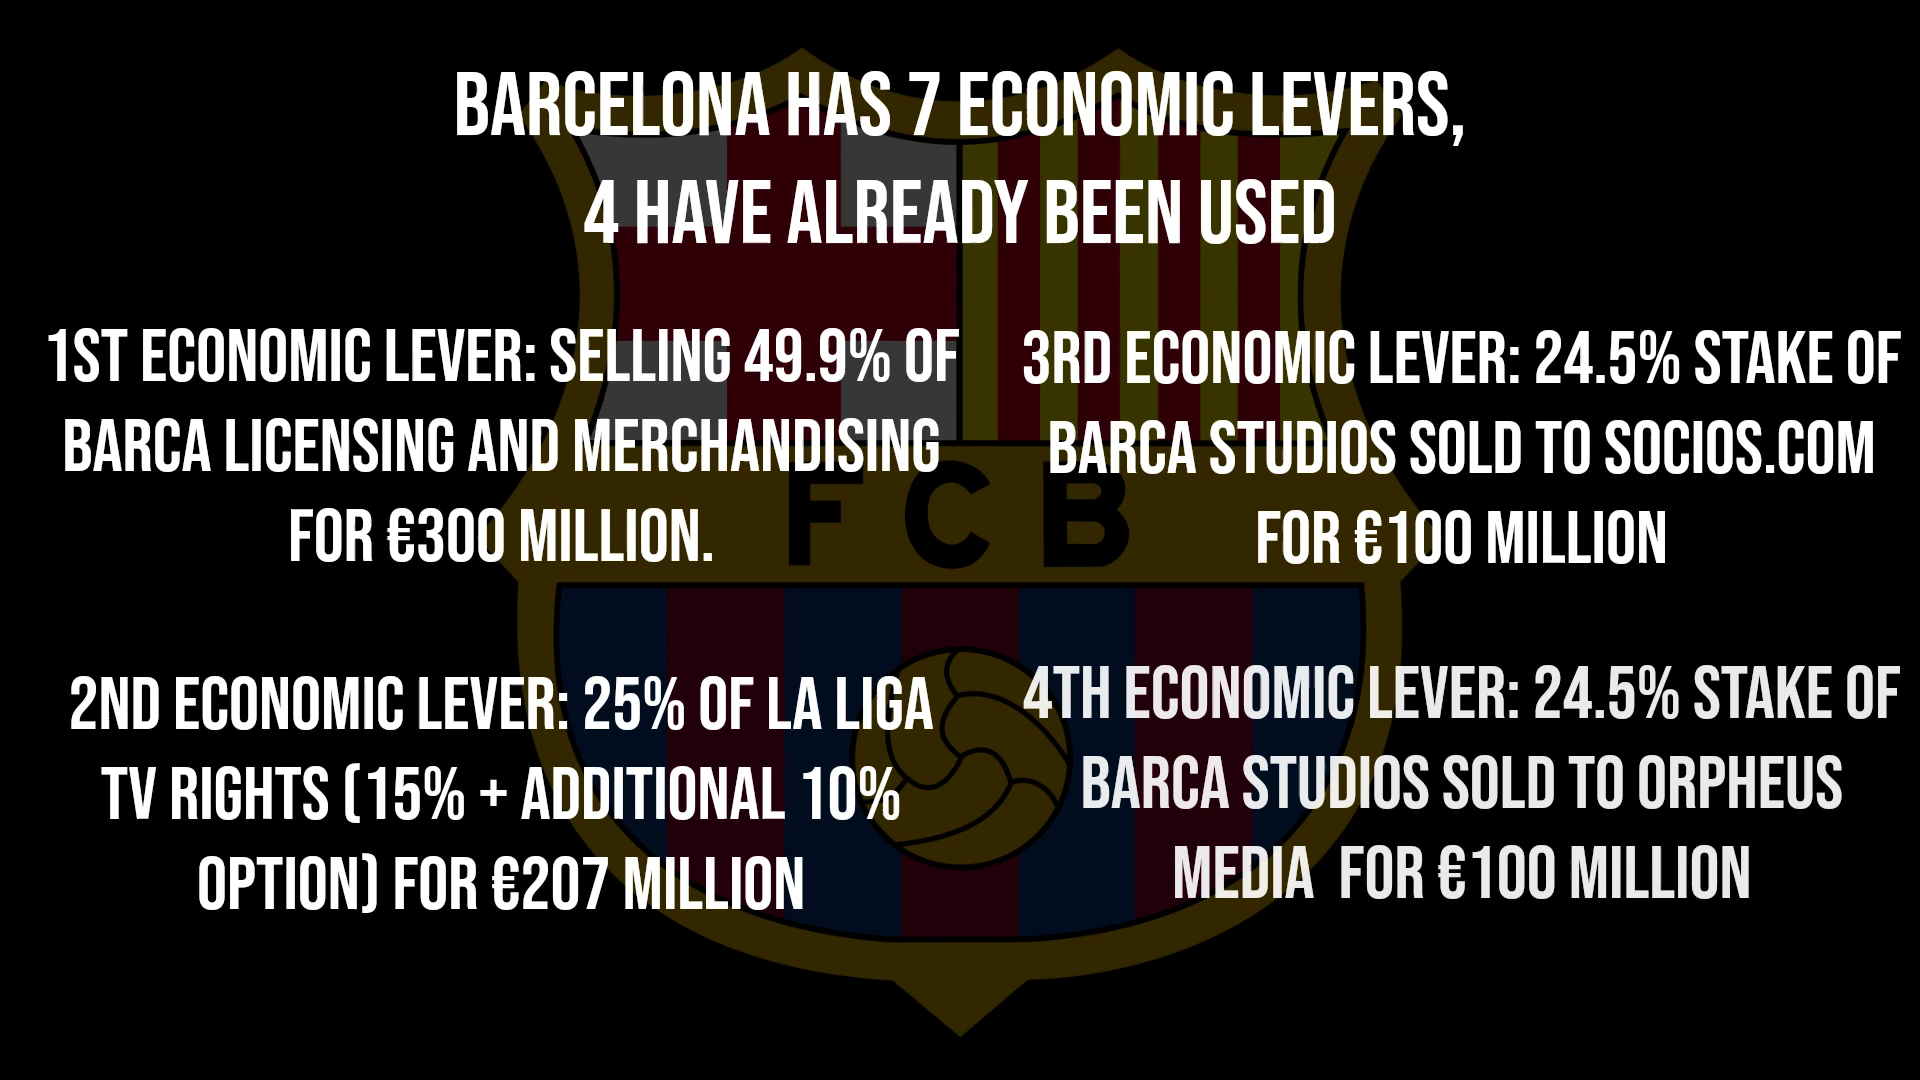 BARCELONA HAS 7 ECONOMIC LEVERS,
4 HAVE ALREADY BEEN USED
1ST ECONOMIC LEVER: SELLING 49.9% OF
BARCA LICENSING AND MERCHANDISING
FOR €300 MILLION.
2ND ECONOMIC LEVER: 25% OF LA LIGA
TV RIGHTS (15% + ADDITIONAL 10%
OPTION) FOR €207 MILLION
3RD ECONOMIC LEVER: 24.5% STAKE OF
BARCA STUDIOS SOLD TO SOCIOS.COM
FOR €100 MILLION
4TH ECONOMIC LEVER: 24.5% STAKE OF
BARCA STUDIOS SOLD TO ORPHEUS
MEDIA FOR €100 MILLION
FCB